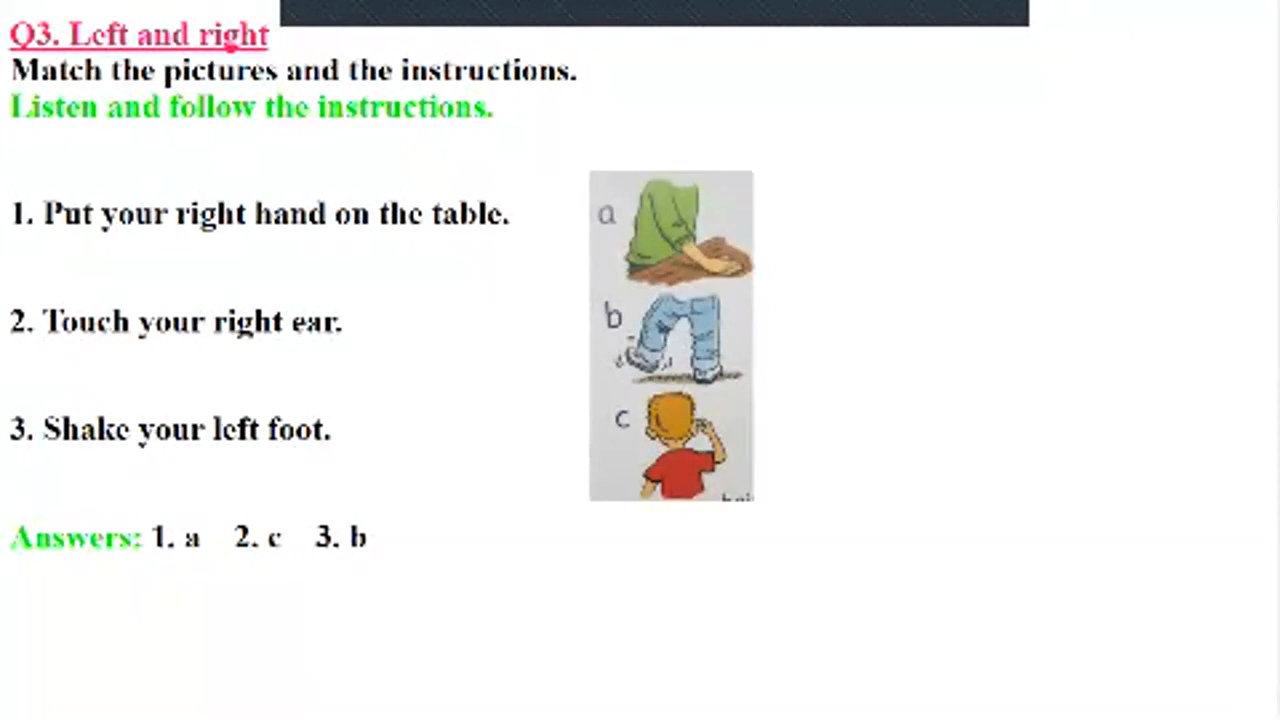 Q3. Left and right
Match the pictures and the instructions.
Listen and follow the instructions.
1. Put your right hand on the table.
a
2. Touch your right ear.
b
3. Shake your left foot.
c
Answers: 1. a 2. c 3. b